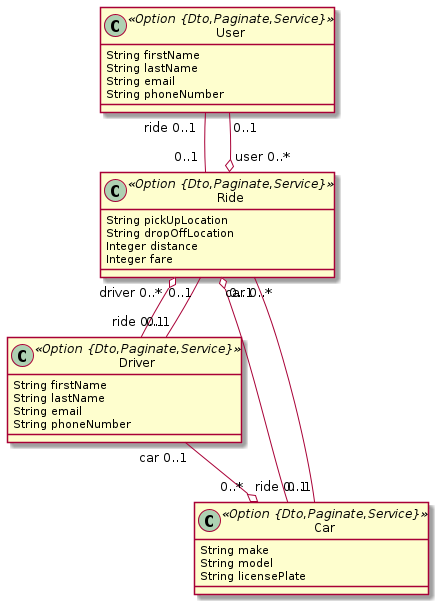 C «Option {Dto,Paginate,Service}»
User
String firstName
String lastName
String email
String phoneNumber
ride 0..1 0..1
0..1 user 0..*
C «Option {Dto,Paginate,Service}»
Ride
String pickUpLocation
String dropOffLocation
Integer distance
Integer fare
driver 0..* 0..1 car 0..* 0..1
ride 0..1 0..1
C «Option {Dto,Paginate,Service}»
Driver
String firstName
String lastName
String email
String phoneNumber
car 0..1
0..* ride 0..1 0..1
C «Option {Dto,Paginate,Service}»
Car
String make
String model
String licensePlate